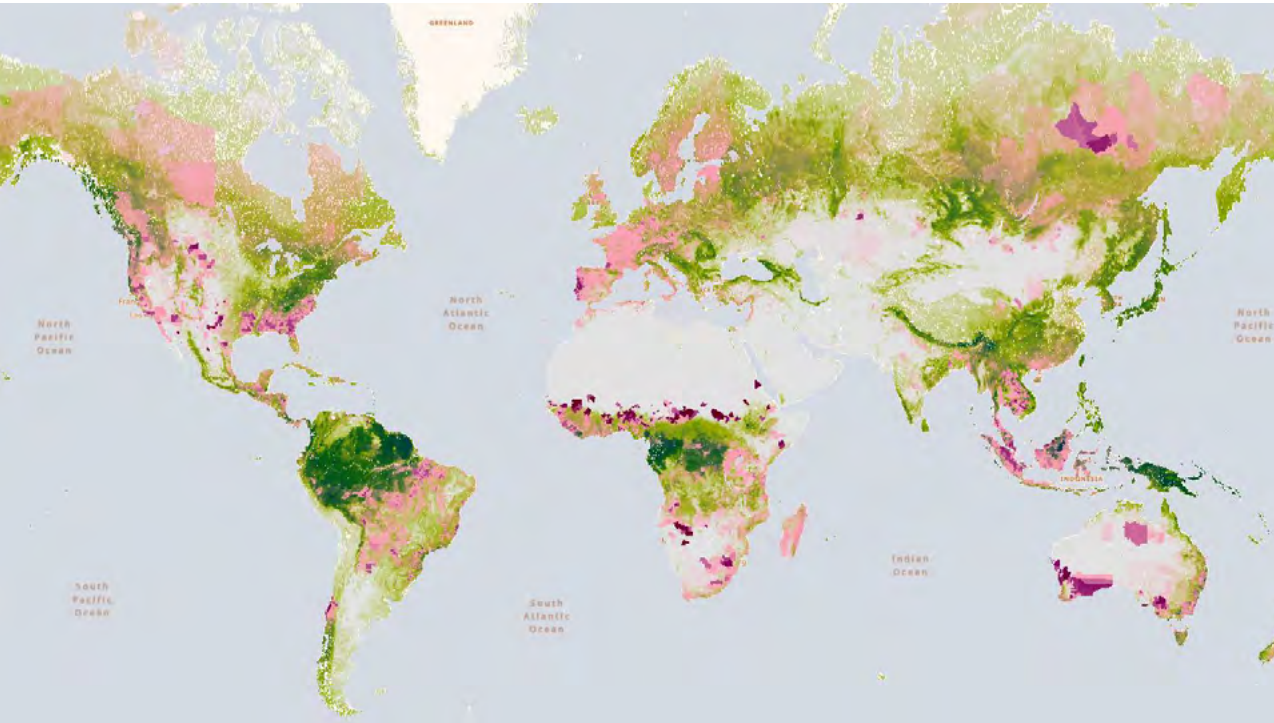 GREENLAND
North
Atlantic
Ocean
North
Pacific
Ocean
North
Pacific
Ocean
INDONESIA
Indian
Ocean
South
Pacific
Ocean
South
Atlantic
Ocean